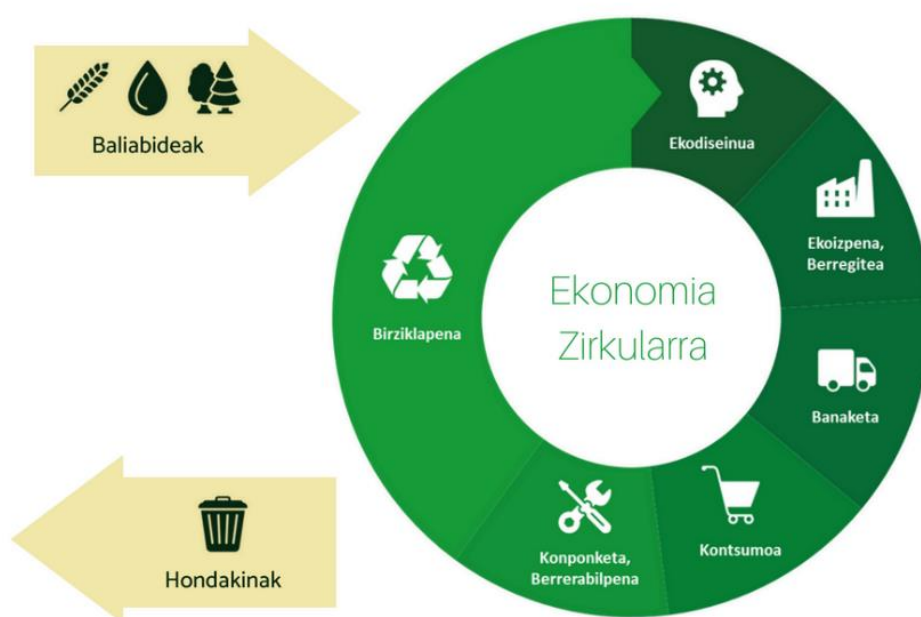 Baliabideak
Ekodiseinua
Ekoizpena,
Berregitea
Banaketa
Kontsumoa
Konponketa,
Berrerabilpena
Birziklapena
Ekonomia
Zirkularra
Hondakinak